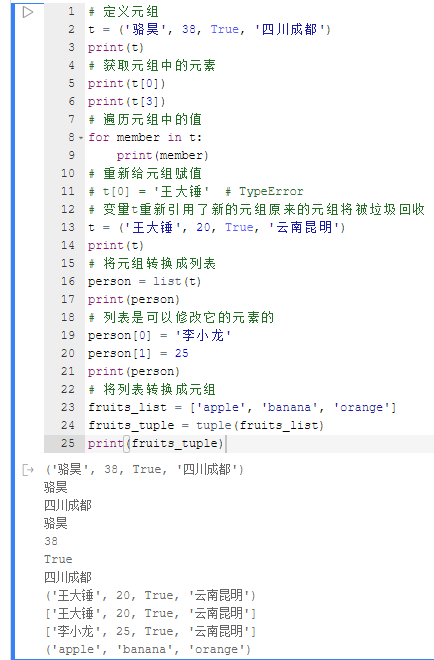 1 # 定义元组
2 t = ('骆昊', 38, True, '四川成都')
3 print(t)
4 # 获取元组中的元素
5 print(t[0])
6 print(t[3])
7 # 遍历元组中的值
8 for member in t:
9     print(member)
10 # 重新给元组赋值
11 # t[0] = '王大锤'  # TypeError
12 # 变量t重新引用了新的元组原来的元组将被垃圾回收
13 t = ('王大锤', 20, True, '云南昆明')
14 print(t)
15 # 将元组转换成列表
16 person = list(t)
17 print(person)
18 # 列表是可以修改它的元素的
19 person[0] = '李小龙'
20 person[1] = 25
21 print(person)
22 # 将列表转换成元组
23 fruits_list = ['apple', 'banana', 'orange']
24 fruits_tuple = tuple(fruits_list)
25 print(fruits_tuple)
('骆昊', 38, True, '四川成都')
骆昊
四川成都
骆昊
38
True
四川成都
('王大锤', 20, True, '云南昆明')
['王大锤', 20, True, '云南昆明']
['李小龙', 25, True, '云南昆明']
('apple', 'banana', 'orange')